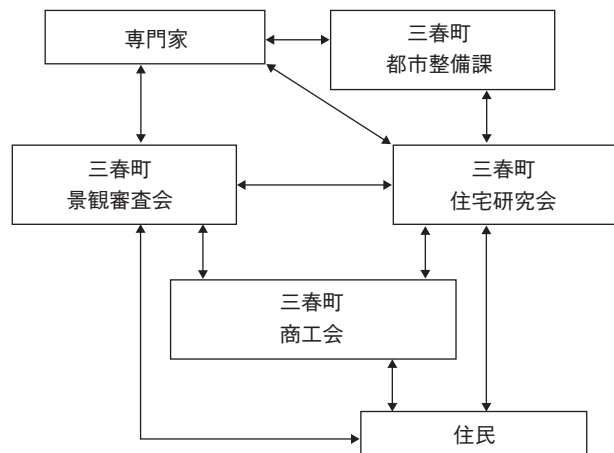 専門家
三春町
都市整備課
三春町
景観審査会
三春町
住宅研究会
三春町
商工会
住民